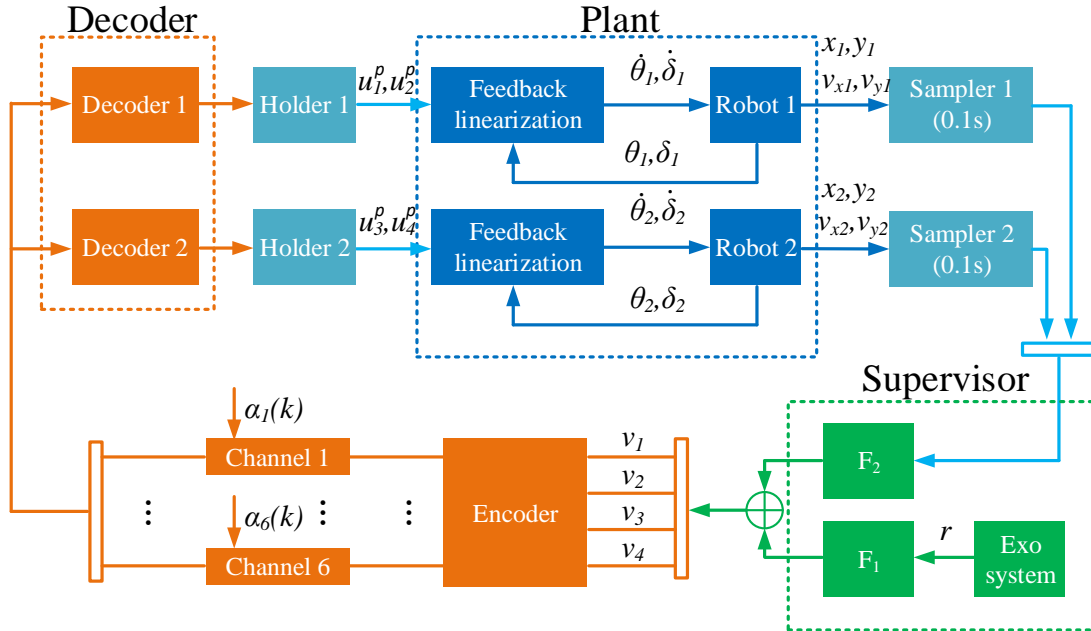 Decoder
Plant
Decoder 1
Holder 1
u₁ᵖ,u₂ᵖ
Feedback
linearization
θ̇₁,δ̇₁
Robot 1
x₁,y₁
vₓ₁,v_y1
Sampler 1
(0.1s)
θ₁,δ₁
Decoder 2
Holder 2
u₃ᵖ,u₄ᵖ
Feedback
linearization
θ̇₂,δ̇₂
Robot 2
x₂,y₂
vₓ₂,v_y2
Sampler 2
(0.1s)
θ₂,δ₂
Supervisor
α₁(k)
Channel 1
⋮
α₆(k)
⋮
⋮
Channel 6
Encoder
v₁
v₂
v₃
v₄
F₂
F₁
r
Exo
system